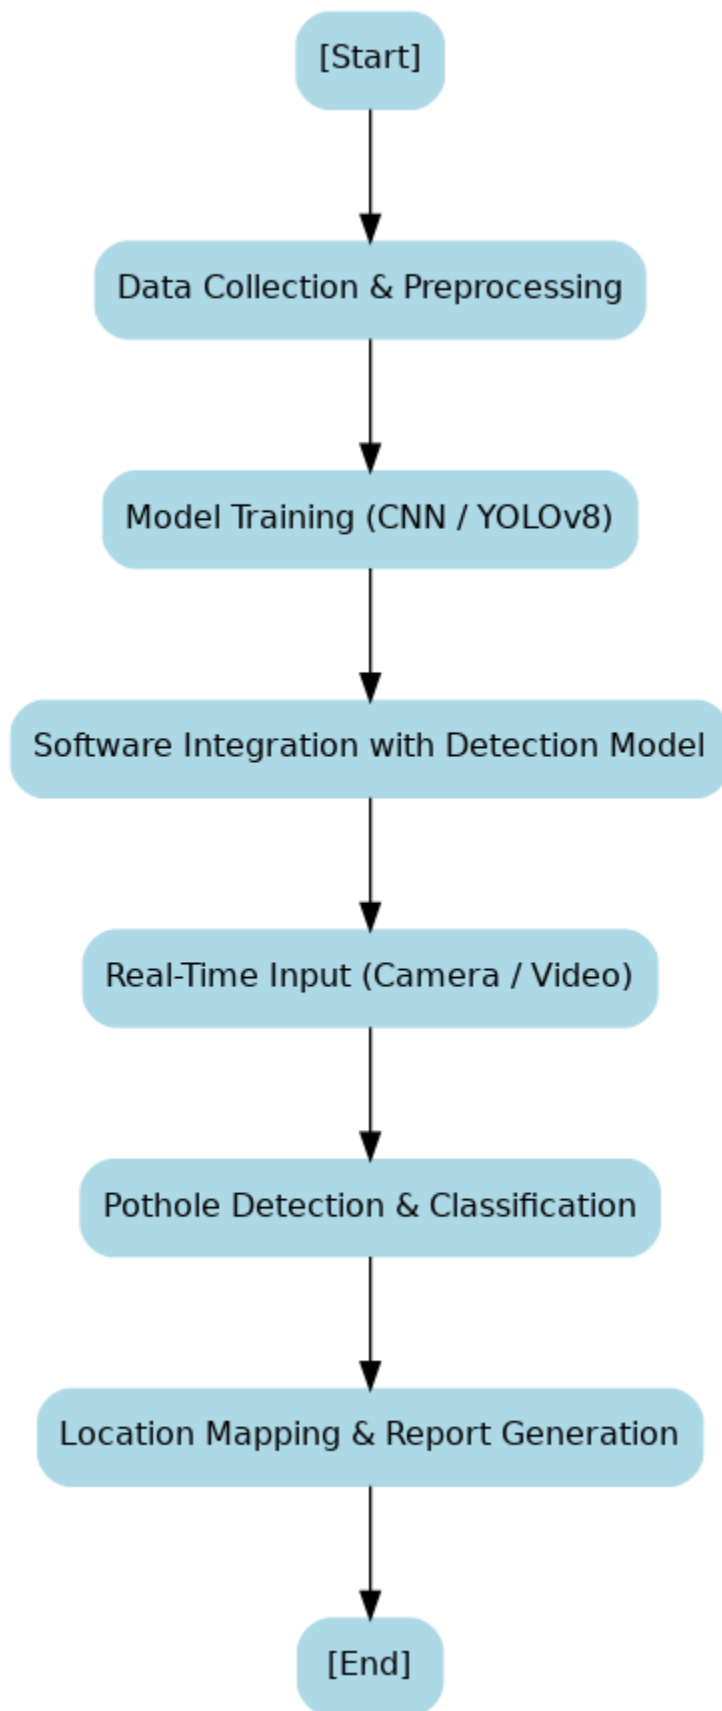 [Start]
Data Collection & Preprocessing
Model Training (CNN / YOLOv8)
Software Integration with Detection Model
Real-Time Input (Camera / Video)
Pothole Detection & Classification
Location Mapping & Report Generation
[End]